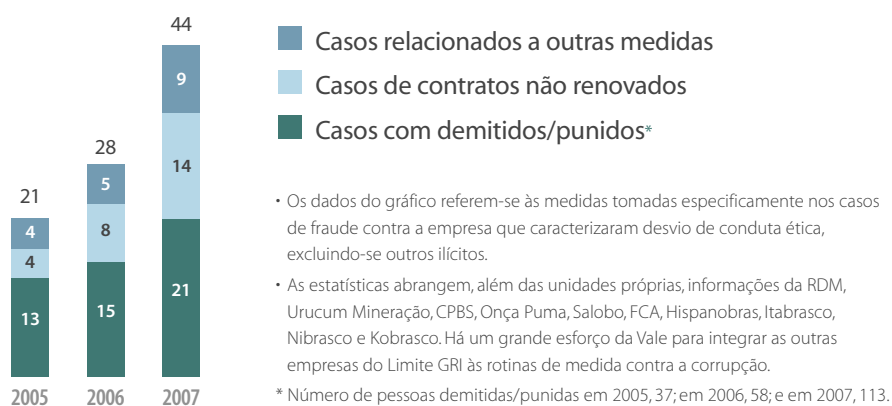 44
9
14
21
28
5
8
15
21
4
4
13
2005 2006 2007
Casos relacionados a outras medidas
Casos de contratos não renovados
Casos com demitidos/punidos*
• Os dados do gráfico referem-se às medidas tomadas especificamente nos casos
de fraude contra a empresa que caracterizaram desvio de conduta ética,
excluindo-se outros ilícitos.
• As estatísticas abrangem, além das unidades próprias, informações da RDM,
Urucum Mineração, CPBS, Onça Puma, Salobo, FCA, Hispanobras, Itabrasco,
Nibrasco e Kobrasco. Há um grande esforço da Vale para integrar as outras
empresas do Limite GRI às rotinas de medida contra a corrupção.
* Número de pessoas demitidas/punidas em 2005, 37; em 2006, 58; e em 2007, 113.